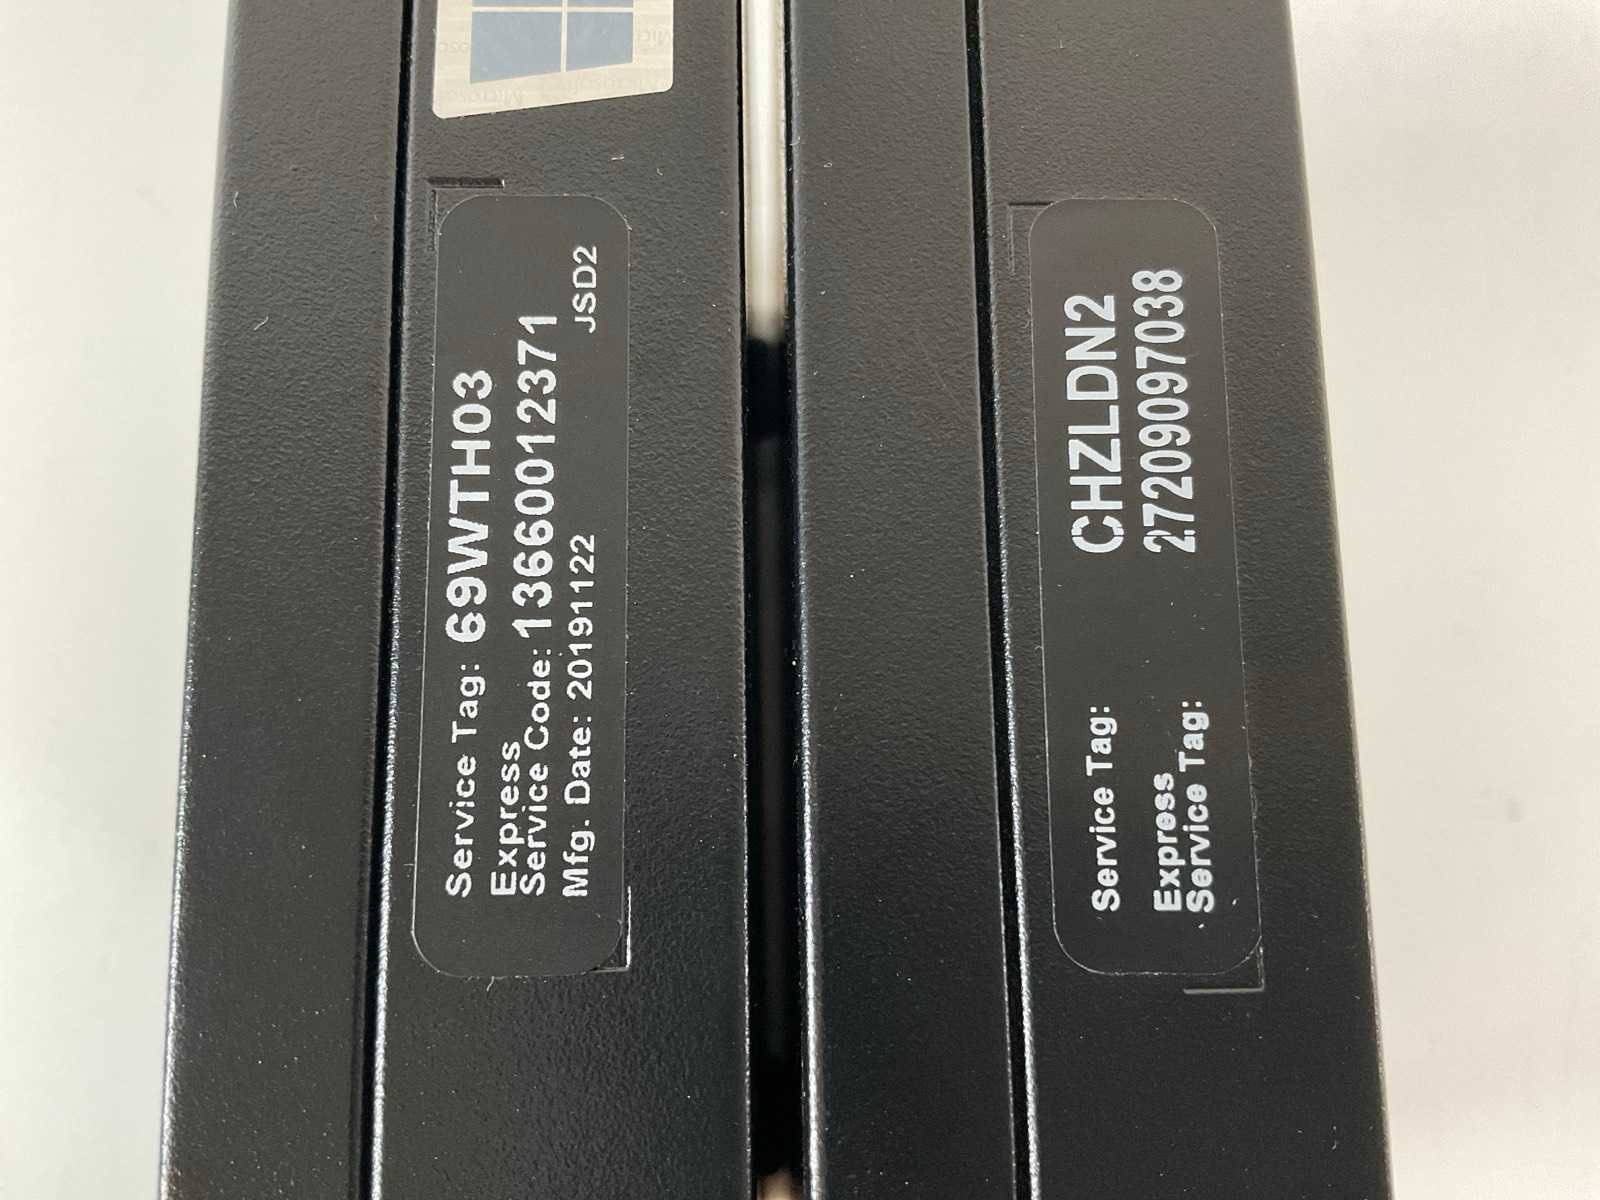 Service Tag: 69WTH03
Express
Service Code: 13660012371
Mfg. Date: 20191122 JSD2
Service Tag: CHZLDN2
Express
Service Tag: 27209097038